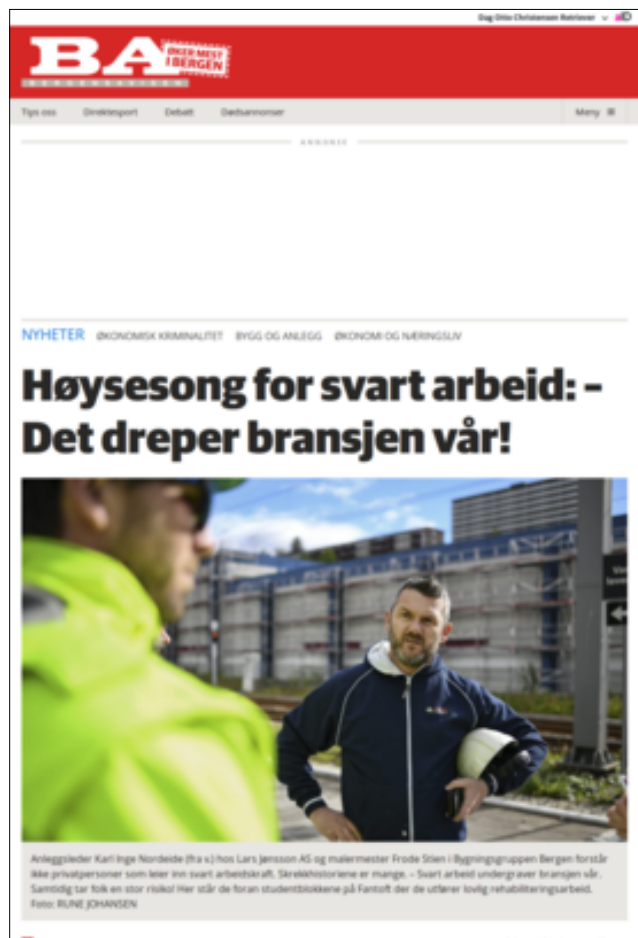 Dag Otto Christensen Retriever
BA
ØKER MEST
I BERGEN
BERGENSAVISEN
Tips oss Direktesport Debatt Dødsannonser Meny
ANNONSE
NYHETER ØKONOMISK KRIMINALITET BYGG OG ANLEGG ØKONOMI OG NÆRINGSLIV
Høysesong for svart arbeid: –
Det dreper bransjen vår!
Anleggsleder Karl Inge Nordeide (fra v.) hos Lars Jønsson AS og malermester Frode Stien i Bygningsgruppen Bergen forstår
ikke privatpersoner som leier inn svart arbeidskraft. Skrekkhistoriene er mange. – Svart arbeid undergraver bransjen vår.
Samtidig tar folk en stor risiko! Her står de foran studentblokkene på Fantoft der de utfører lovlig rehabiliteringsarbeid.
Foto: RUNE JOHANSEN